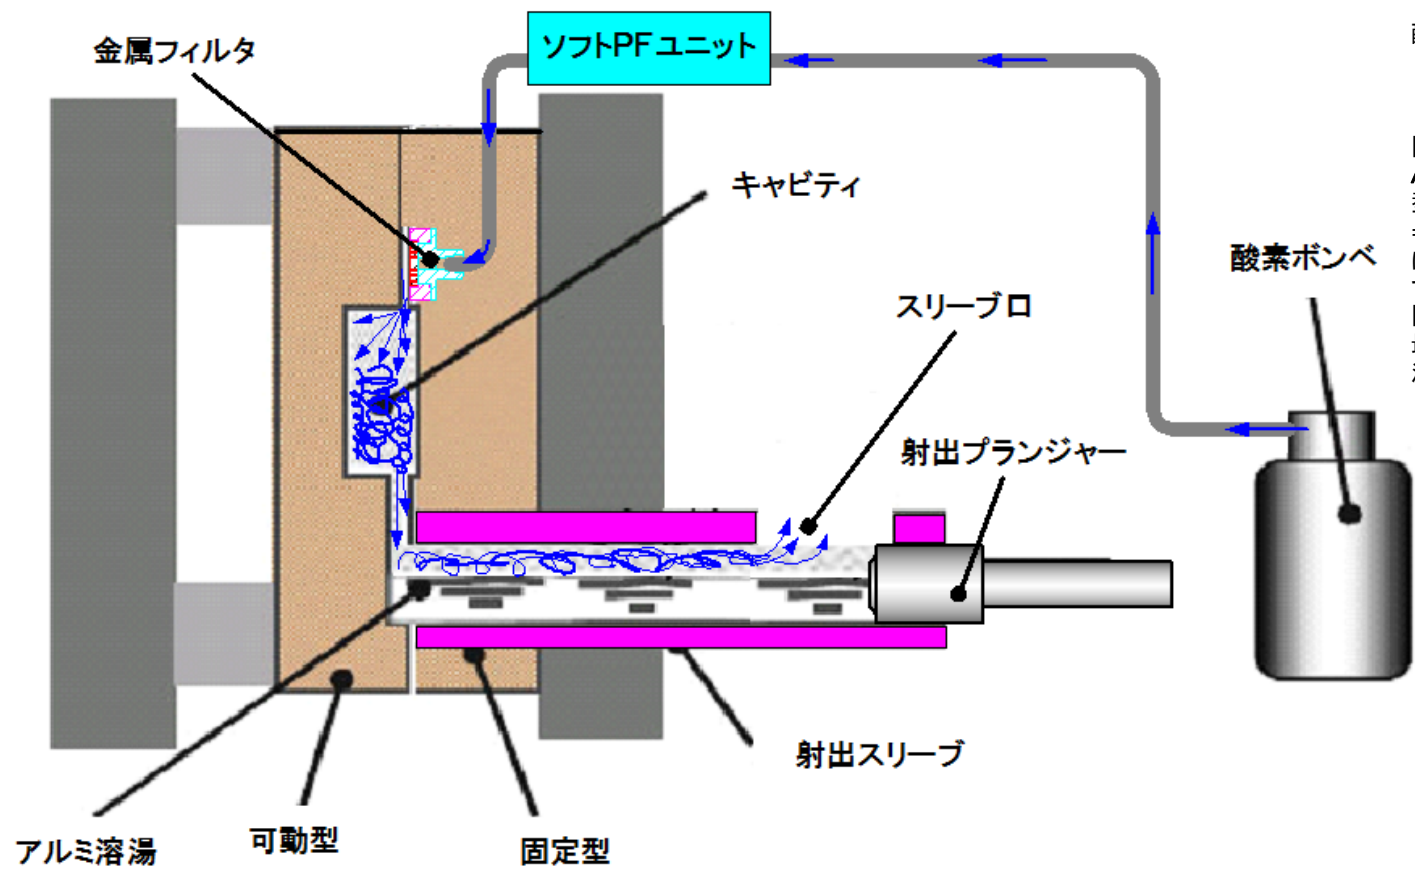 ソフトPFユニット
金属フィルタ
キャビティ
酸素ボンベ
スリーブ口
射出プランジャー
射出スリーブ
アルミ溶湯
可動型
固定型